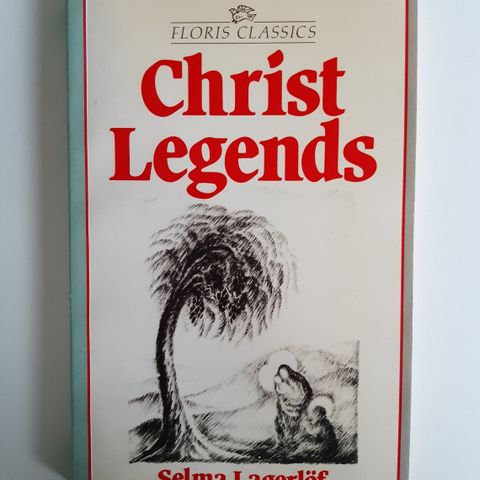 FLORIS CLASSICS
Christ
Legends
Selma Lagerlöf